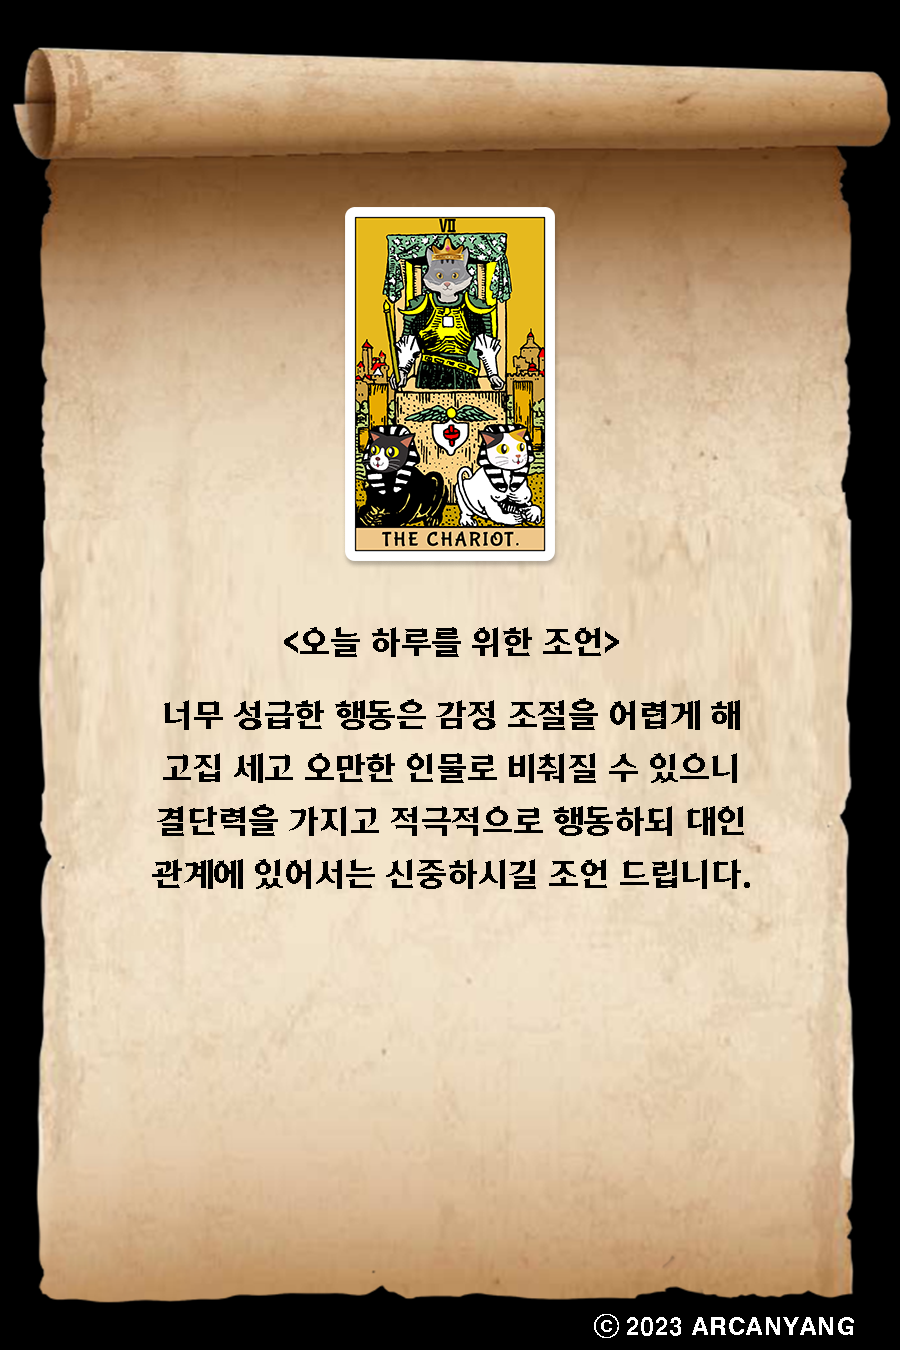 VII
THE CHARIOT.
<오늘 하루를 위한 조언>
너무 성급한 행동은 감정 조절을 어렵게 해
고집 세고 오만한 인물로 비춰질 수 있으니
결단력을 가지고 적극적으로 행동하되 대인
관계에 있어서는 신중하시길 조언 드립니다.
ⓒ 2023 ARCANYANG